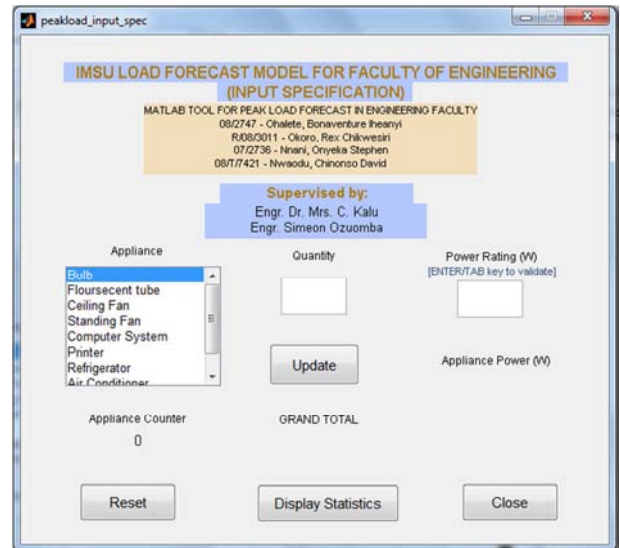 peakload_input_spec
IMSU LOAD FORECAST MODEL FOR FACULTY OF ENGINEERING
(INPUT SPECIFICATION)
MATLAB TOOL FOR PEAK LOAD FORECAST IN ENGINEERING FACULTY
08/2747 - Ohalete, Bonaventure Iheanyi
R/08/3011 - Okoro, Rex Chikwesiri
07/2736 - Nnani, Onyeka Stephen
08/T/7421 - Nwaodu, Chinonso David
Supervised by:
Engr. Dr. Mrs. C. Kalu
Engr. Simeon Ozuomba
Appliance
Bulb
Floursecent tube
Ceiling Fan
Standing Fan
Computer System
Printer
Refrigerator
Air Conditioner
Quantity
Update
Power Rating (W)
[ENTER/TAB key to validate]
Appliance Power (W)
Appliance Counter
0
GRAND TOTAL
Reset
Display Statistics
Close